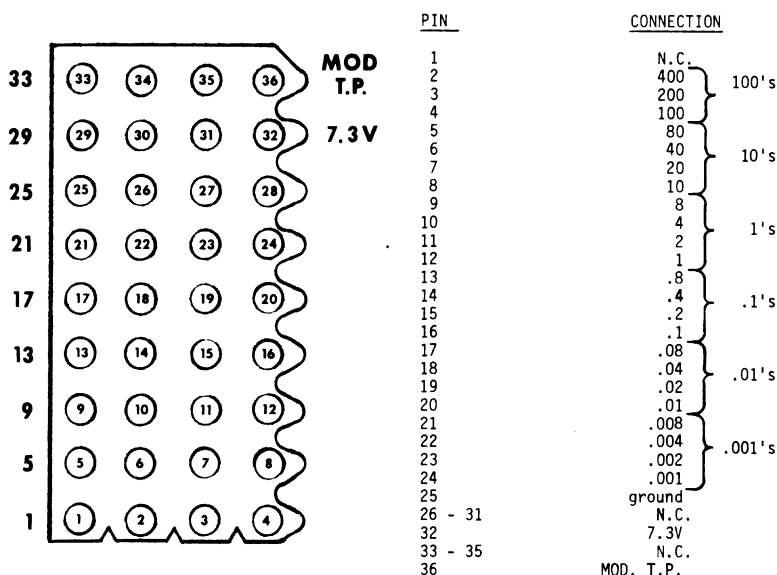 33 33 34 35 36 MOD T.P.
29 29 30 31 32 7.3V
25 25 26 27 28
21 21 22 23 24
17 17 18 19 20
13 13 14 15 16
9 9 10 11 12
5 5 6 7 8
1 1 2 3 4
PIN CONNECTION
1 N.C.
2 400
3 200
4 100
100's
5 80
6 40
7 20
8 10
10's
9 8
10 4
11 2
12 1
1's
13 .8
14 .4
15 .2
16 .1
.1's
17 .08
18 .04
19 .02
20 .01
.01's
21 .008
22 .004
23 .002
24 .001
.001's
25 ground
26 - 31 N.C.
32 7.3V
33 - 35 N.C.
36 MOD. T.P.